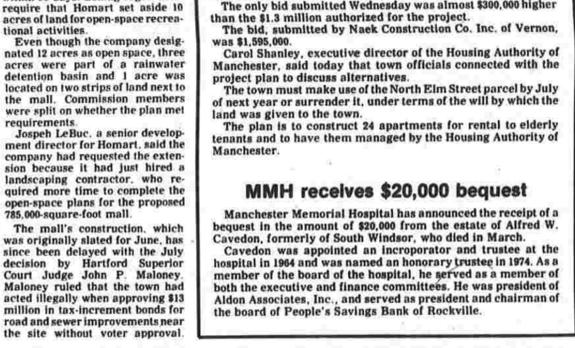 require that Homart set aside 10
acres of land for open-space recrea-
tional activities.
Even though the company desig-
nated 12 acres as open space, three
acres were part of a rainwater
detention basin and 1 acre was
located on two strips of land next to
the mall. Commission members
were split on whether the plan met
requirements.
Jospeh LeBuc, a senior develop-
ment director for Homart, said the
company had requested the exten-
sion because it had just hired a
landscaping contractor, who re-
quired more time to complete the
open-space plans for the proposed
785,000-square-foot mall.
The mall's construction, which
was originally slated for June, has
since been delayed with the July
decision by Hartford Superior
Court Judge John P. Maloney.
Maloney ruled that the town had
acted illegally when approving $13
million in tax-increment bonds for
road and sewer improvements near
the site without voter approval.
The only bid submitted Wednesday was almost $300,000 higher
than the $1.3 million authorized for the project.
The bid, submitted by Naek Construction Co. Inc. of Vernon,
was $1,595,000.
Carol Shanley, executive director of the Housing Authority of
Manchester, said today that town officials connected with the
project plan to discuss alternatives.
The town must make use of the North Elm Street parcel by July
of next year or surrender it, under terms of the will by which the
land was given to the town.
The plan is to construct 24 apartments for rental to elderly
tenants and to have them managed by the Housing Authority of
Manchester.
MMH receives $20,000 bequest
Manchester Memorial Hospital has announced the receipt of a
bequest in the amount of $20,000 from the estate of Alfred W.
Cavedon, formerly of South Windsor, who died in March.
Cavedon was appointed an incroporator and trustee at the
hospital in 1964 and was named an honorary trustee in 1974. As a
member of the board of the hospital, he served as a member of
both the executive and finance committees. He was president of
Aldon Associates, Inc., and served as president and chairman of
the board of People's Savings Bank of Rockville.